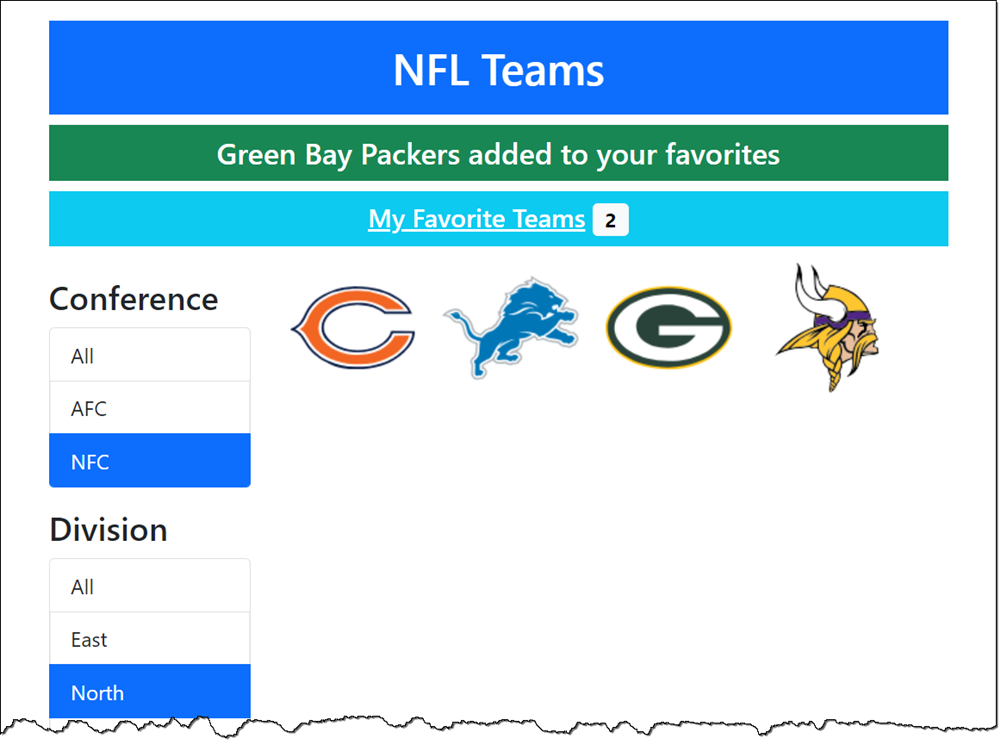 NFL Teams
Green Bay Packers added to your favorites
My Favorite Teams 2
Conference
All
AFC
NFC
Division
All
East
North
C
G